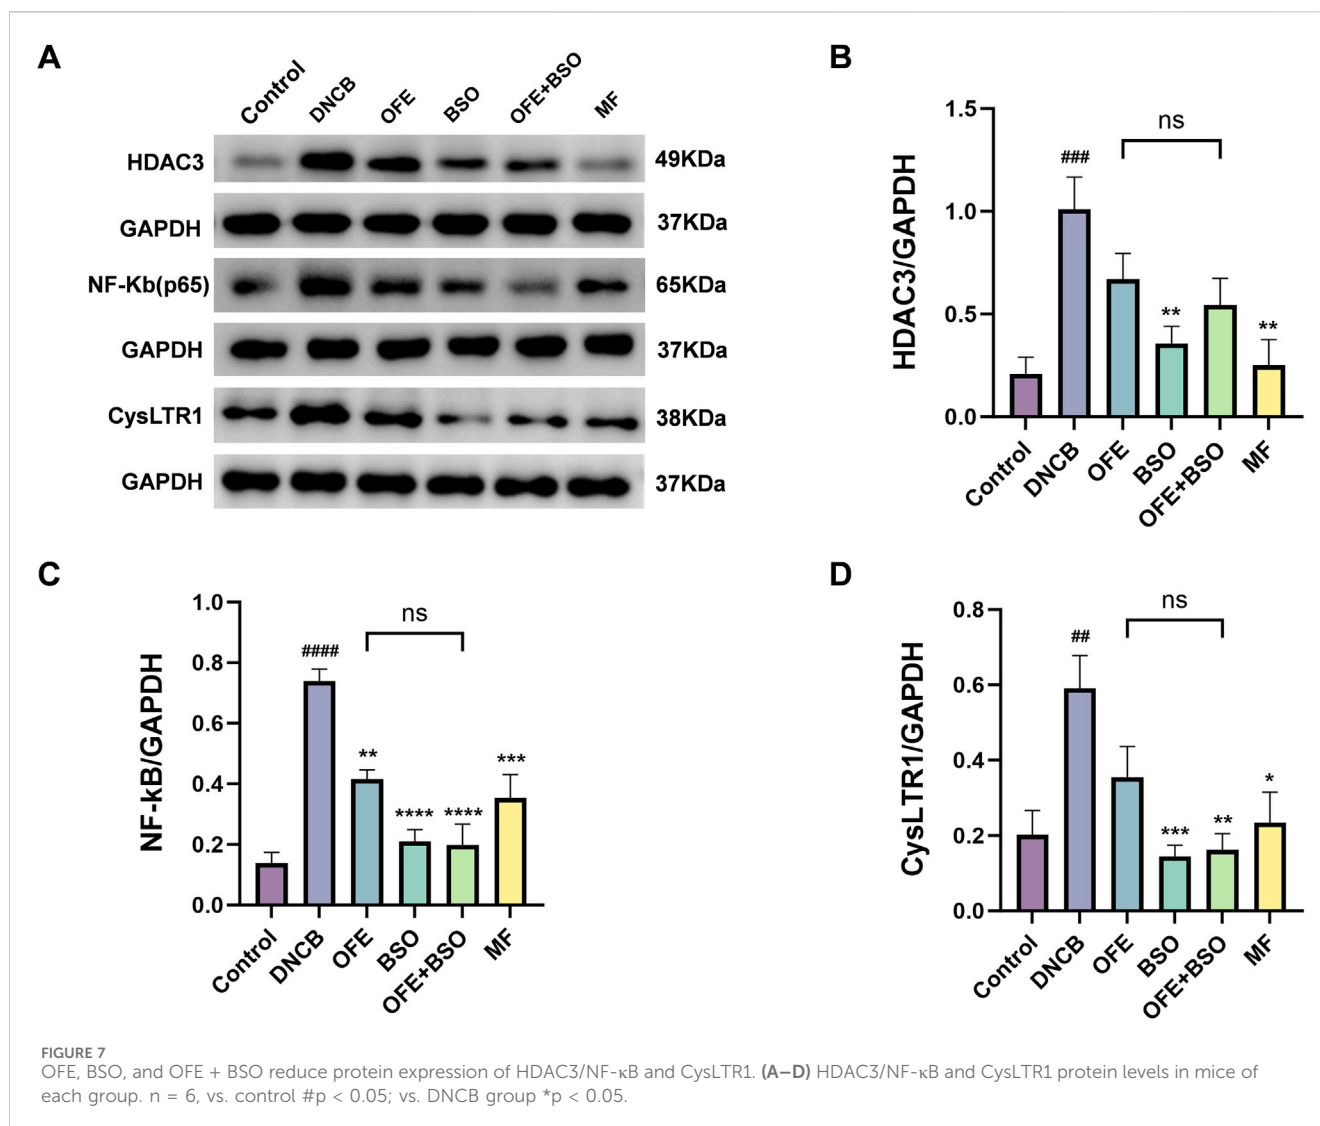 A
Control DNCB OFE BSO OFE+BSO MF
HDAC3 49KDa
GAPDH 37KDa
NF-Kb(p65) 65KDa
GAPDH 37KDa
CysLTR1 38KDa
GAPDH 37KDa
B
HDAC3/GAPDH
1.5
1.0
0.5
0.0
ns
###
**
**
Control DNCB OFE BSO OFE+BSO MF
C
NF-kB/GAPDH
1.0
0.8
0.6
0.4
0.2
0.0
ns
####
**
****
****
***
Control DNCB OFE BSO OFE+BSO MF
D
CysLTR1/GAPDH
0.8
0.6
0.4
0.2
0.0
ns
##
***
**
*
Control DNCB OFE BSO OFE+BSO MF
FIGURE 7
OFE, BSO, and OFE + BSO reduce protein expression of HDAC3/NF-κB and CysLTR1. (A–D) HDAC3/NF-κB and CysLTR1 protein levels in mice of
each group. n = 6, vs. control #p < 0.05; vs. DNCB group *p < 0.05.